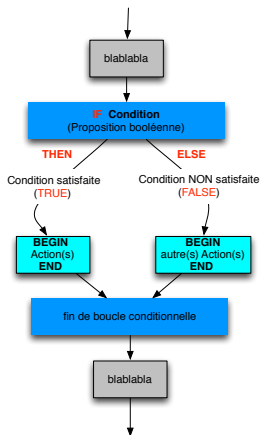 blablabla
IF Condition
(Proposition booléenne)
THEN
ELSE
Condition satisfaite
(TRUE)
Condition NON satisfaite
(FALSE)
BEGIN
Action(s)
END
BEGIN
autre(s) Action(s)
END
fin de boucle conditionnelle
blablabla